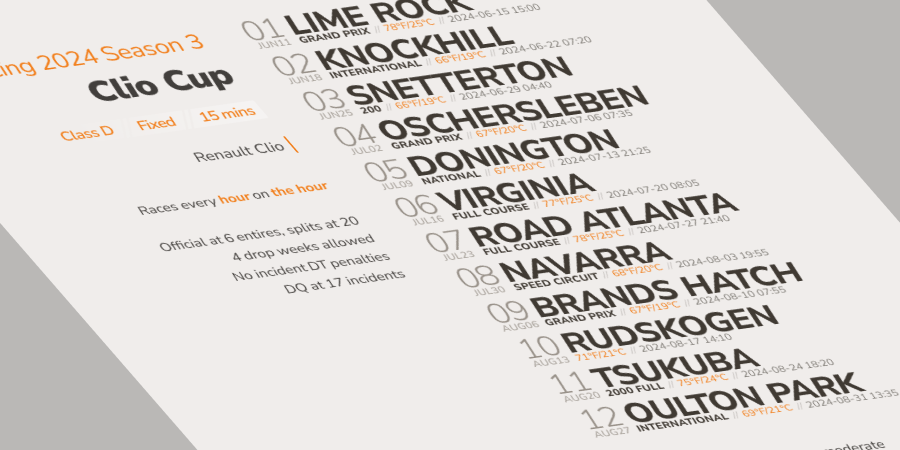 2024 Season 3
Clio Cup
Class D // Fixed // 15 mins
Renault Clio
Races every hour on the hour
Official at 6 entires, splits at 20
4 drop weeks allowed
No incident DT penalties
DQ at 17 incidents
01 LIME ROCK
JUN11 GRAND PRIX // 78°F/25°C // 2024-06-15 15:00
02 KNOCKHILL
JUN18 INTERNATIONAL // 66°F/19°C // 2024-06-22 07:20
03 SNETTERTON
JUN25 200 // 66°F/19°C // 2024-06-29 04:40
04 OSCHERSLEBEN
JUL02 GRAND PRIX // 67°F/20°C // 2024-07-06 07:35
05 DONINGTON
JUL09 NATIONAL // 67°F/20°C // 2024-07-13 21:25
06 VIRGINIA
JUL16 FULL COURSE // 77°F/25°C // 2024-07-20 08:05
07 ROAD ATLANTA
JUL23 FULL COURSE // 78°F/25°C // 2024-07-27 21:40
08 NAVARRA
JUL30 SPEED CIRCUIT // 68°F/20°C // 2024-08-03 19:55
09 BRANDS HATCH
AUG06 GRAND PRIX // 67°F/19°C // 2024-08-10 07:55
10 RUDSKOGEN
AUG13 71°F/21°C // 2024-08-17 14:10
11 TSUKUBA
AUG20 2000 FULL // 75°F/24°C // 2024-08-24 18:20
12 OULTON PARK
AUG27 INTERNATIONAL // 69°F/21°C // 2024-08-31 13:35